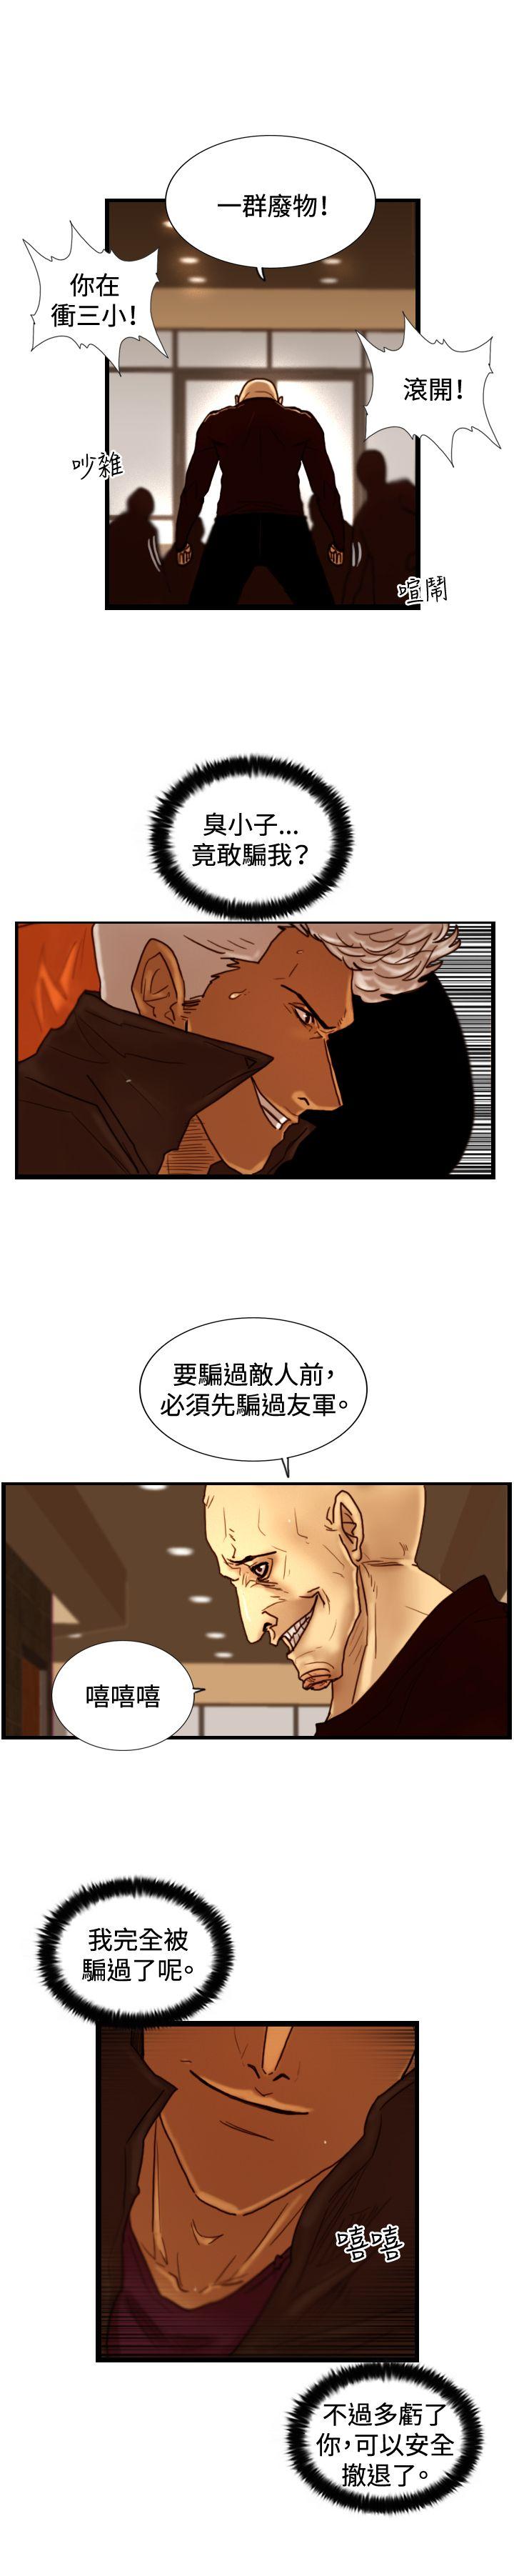 一群廢物!
你在
衝三小!
滾開!
吵雜
喧鬧
臭小子...
竟敢騙我?
要騙過敵人前,
必須先騙過友軍。
嘻嘻嘻
我完全被
騙過了呢。
嘻嘻
不過多虧了
你,可以安全
撤退了。